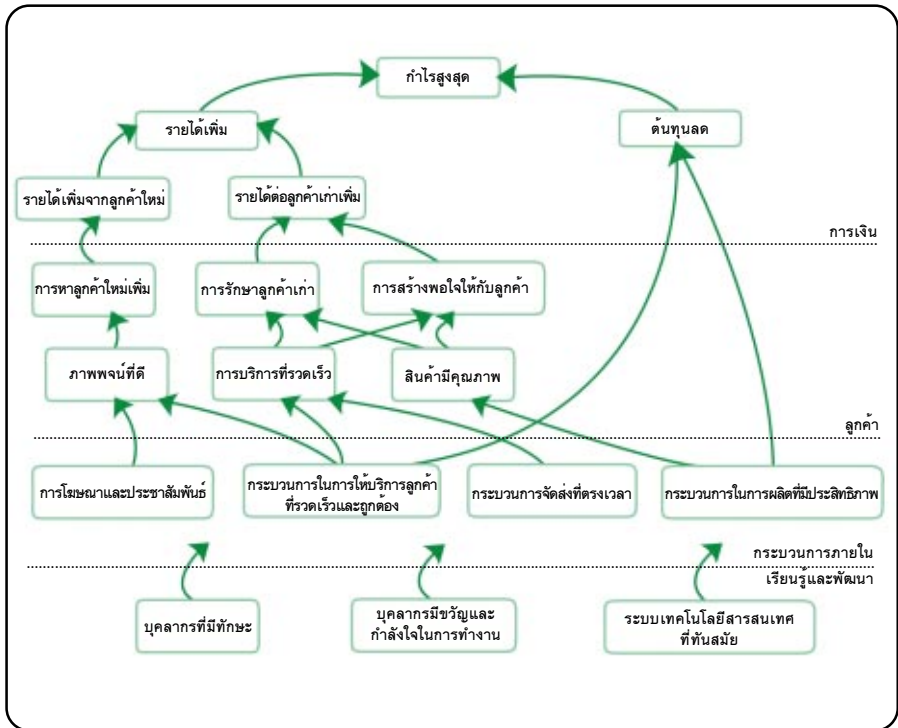 กำไรสูงสุด
รายได้เพิ่ม
ต้นทุนลด
รายได้เพิ่มจากลูกค้าใหม่
รายได้ต่อลูกค้าเก่าเพิ่ม
การเงิน
การหาลูกค้าใหม่เพิ่ม
การรักษาลูกค้าเก่า
การสร้างพอใจให้กับลูกค้า
ภาพพจน์ที่ดี
การบริการที่รวดเร็ว
สินค้ามีคุณภาพ
ลูกค้า
การโฆษณาและประชาสัมพันธ์
กระบวนการในการให้บริการลูกค้า
ที่รวดเร็วและถูกต้อง
กระบวนการจัดส่งที่ตรงเวลา
กระบวนการในการผลิตที่มีประสิทธิภาพ
กระบวนการภายใน
เรียนรู้และพัฒนา
บุคลากรที่มีทักษะ
บุคลากรมีขวัญและ
กำลังใจในการทำงาน
ระบบเทคโนโลยีสารสนเทศ
ที่ทันสมัย